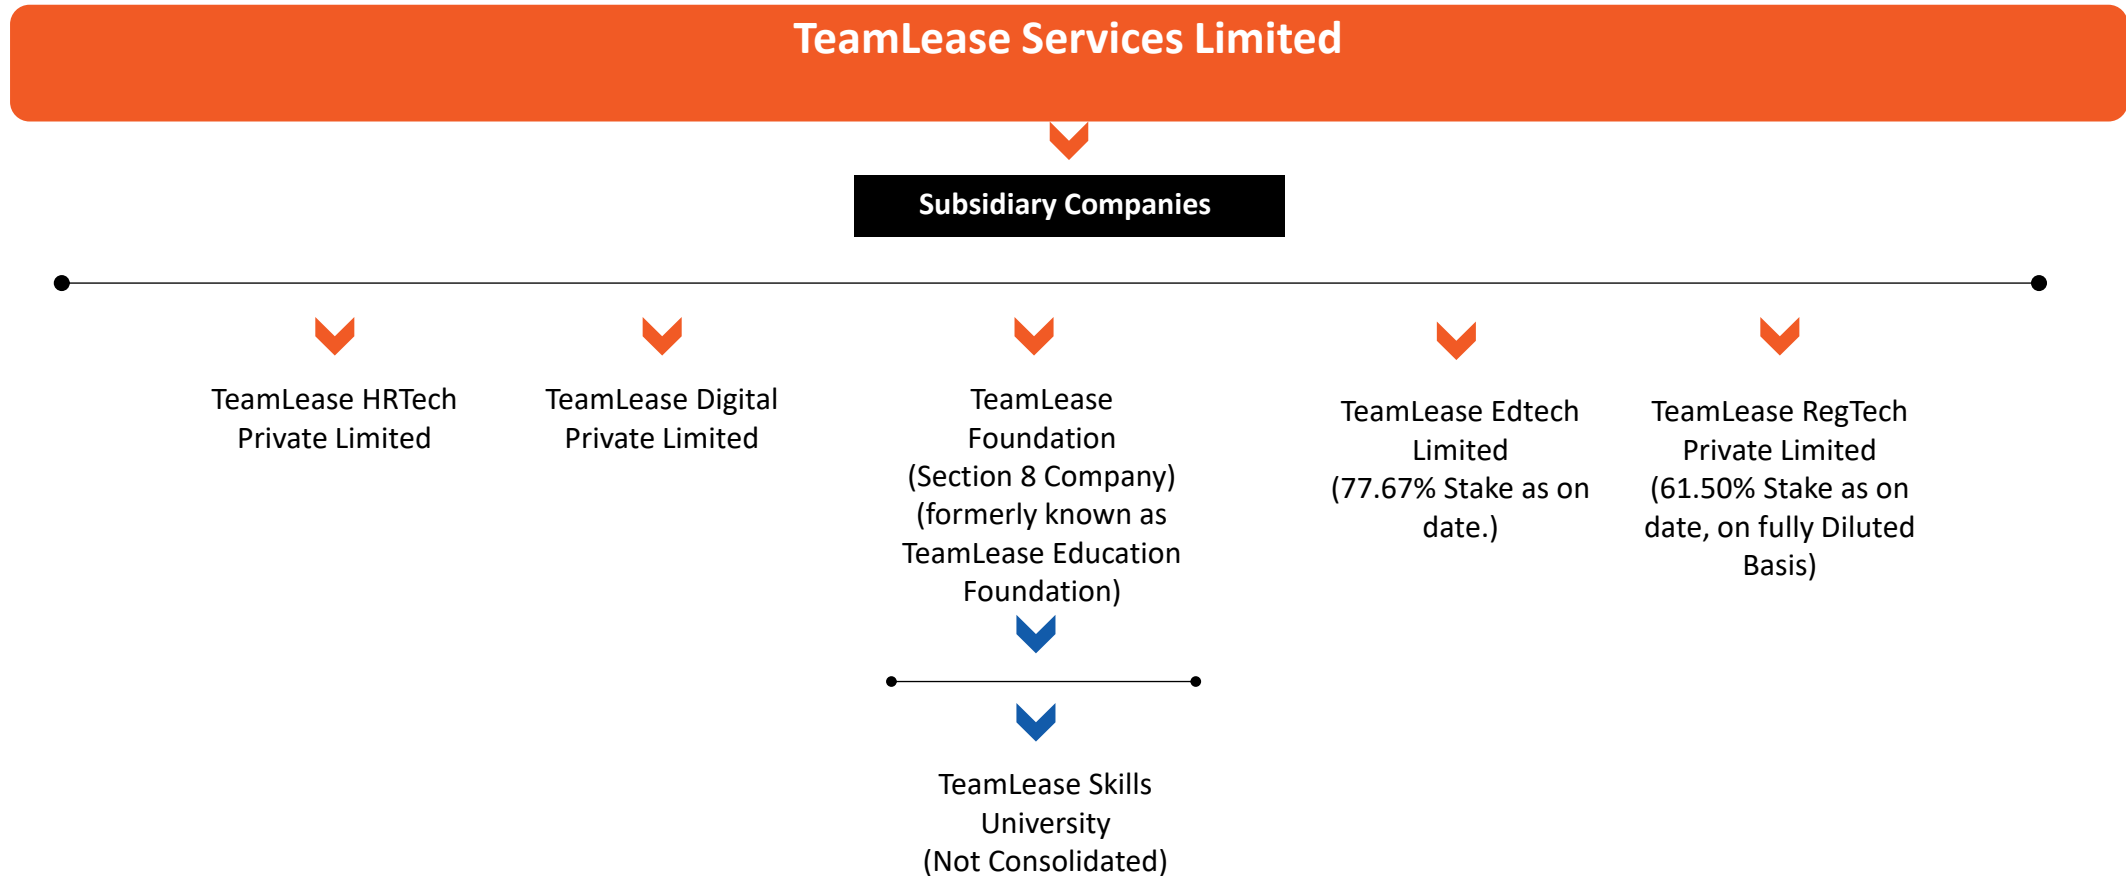 TeamLease Services Limited
Subsidiary Companies
TeamLease HRTech
Private Limited
TeamLease Digital
Private Limited
TeamLease
Foundation
(Section 8 Company)
(formerly known as
TeamLease Education
Foundation)
TeamLease Edtech
Limited
(77.67% Stake as on
date.)
TeamLease RegTech
Private Limited
(61.50% Stake as on
date, on fully Diluted
Basis)
TeamLease Skills
University
(Not Consolidated)